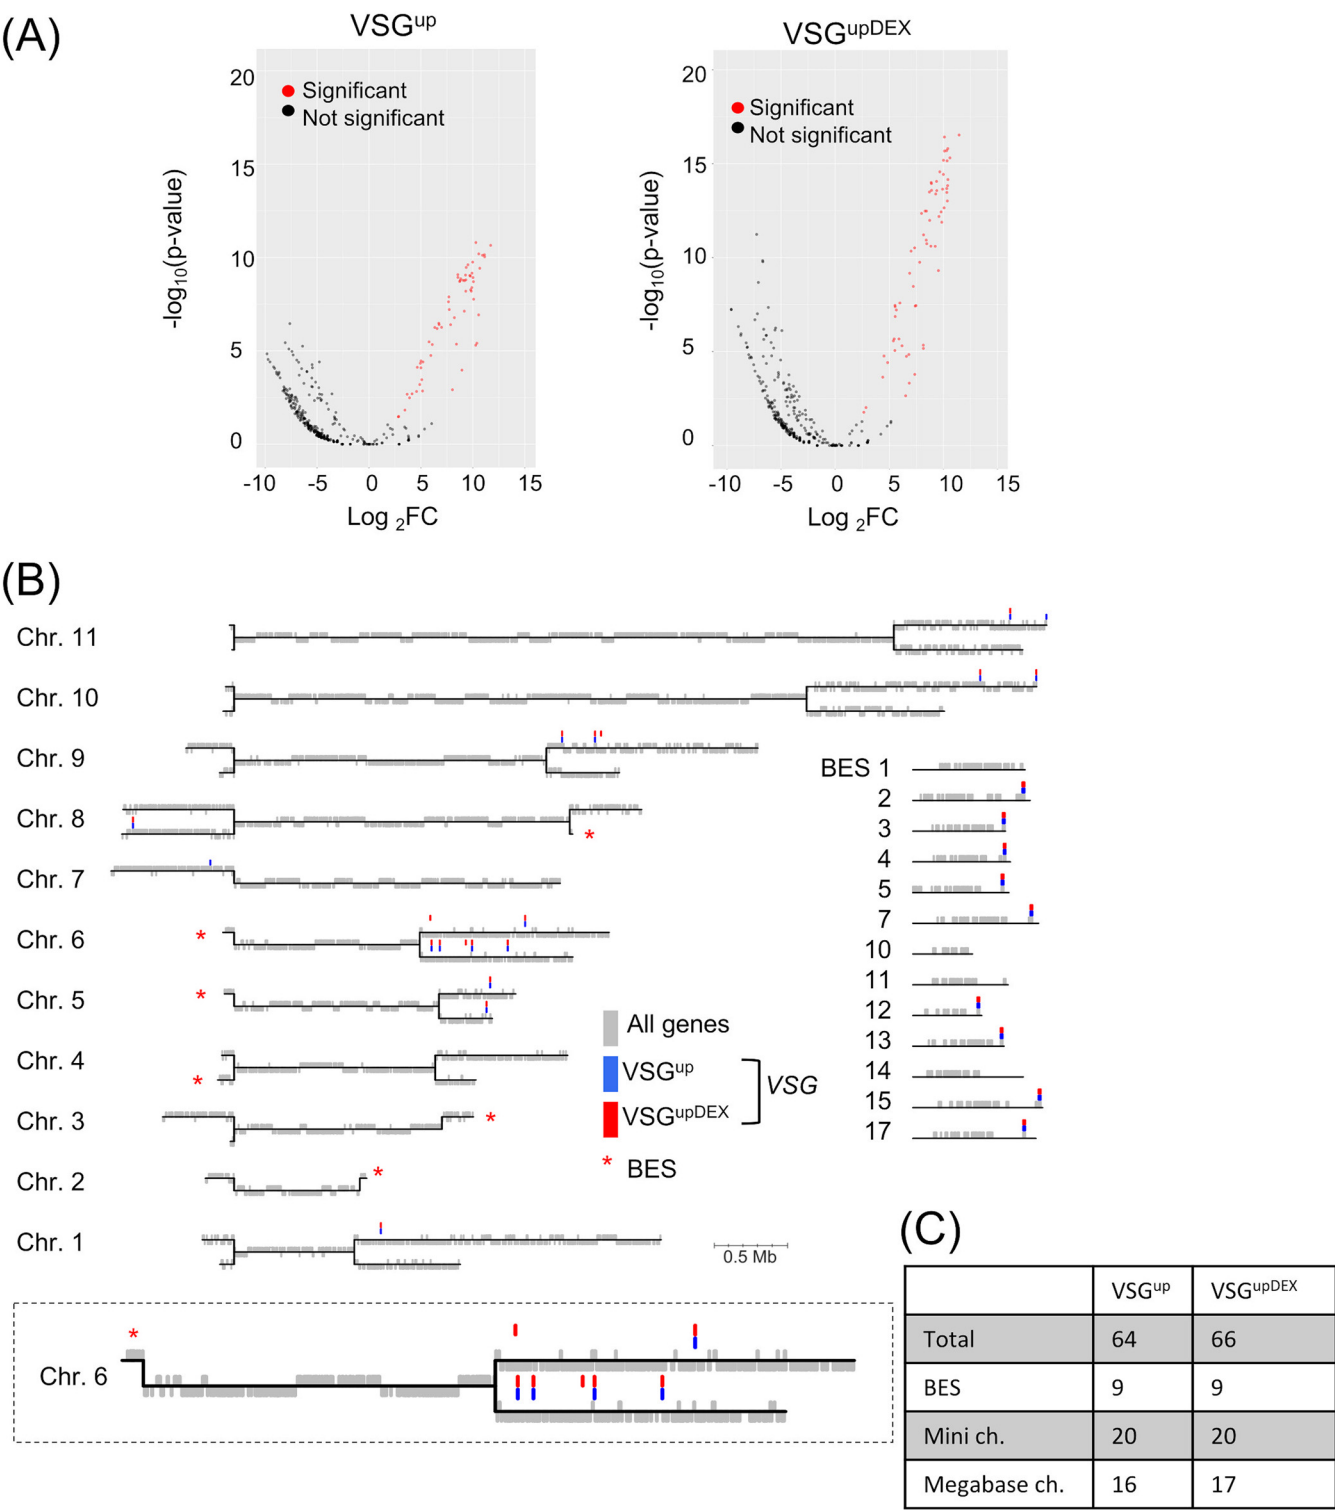 (A)
VSGup
VSGupDEX
Significant
Not significant
Significant
Not significant
-log10(p-value)
20
15
10
5
0
-10 -5 0 5 10 15
Log 2FC
-log10(p-value)
20
15
10
5
0
-10 -5 0 5 10 15
Log 2FC
(B)
Chr. 11
Chr. 10
Chr. 9
Chr. 8
*
Chr. 7
Chr. 6
*
Chr. 5
*
Chr. 4
*
Chr. 3
*
Chr. 2
*
Chr. 1
All genes
VSGup
VSGupDEX
VSG
* BES
0.5 Mb
BES 1
2
3
4
5
7
10
11
12
13
14
15
17
*
Chr. 6
(C)
VSGup VSGupDEX
Total 64 66
BES 9 9
Mini ch. 20 20
Megabase ch. 16 17